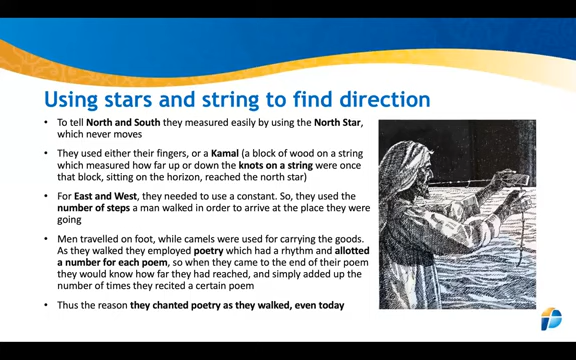 Using stars and string to find direction
To tell North and South they measured easily by using the North Star,
which never moves
They used either their fingers, or a Kamal (a block of wood on a string
which measured how far up or down the knots on a string were once
that block, sitting on the horizon, reached the north star)
For East and West, they needed to use a constant. So, they used the
number of steps a man walked in order to arrive at the place they were
going
Men travelled on foot, while camels were used for carrying the goods.
As they walked they employed poetry which had a rhythm and allotted
a number for each poem, so when they came to the end of their poem
they would know how far they had reached, and simply added up the
number of times they recited a certain poem
Thus the reason they chanted poetry as they walked, even today